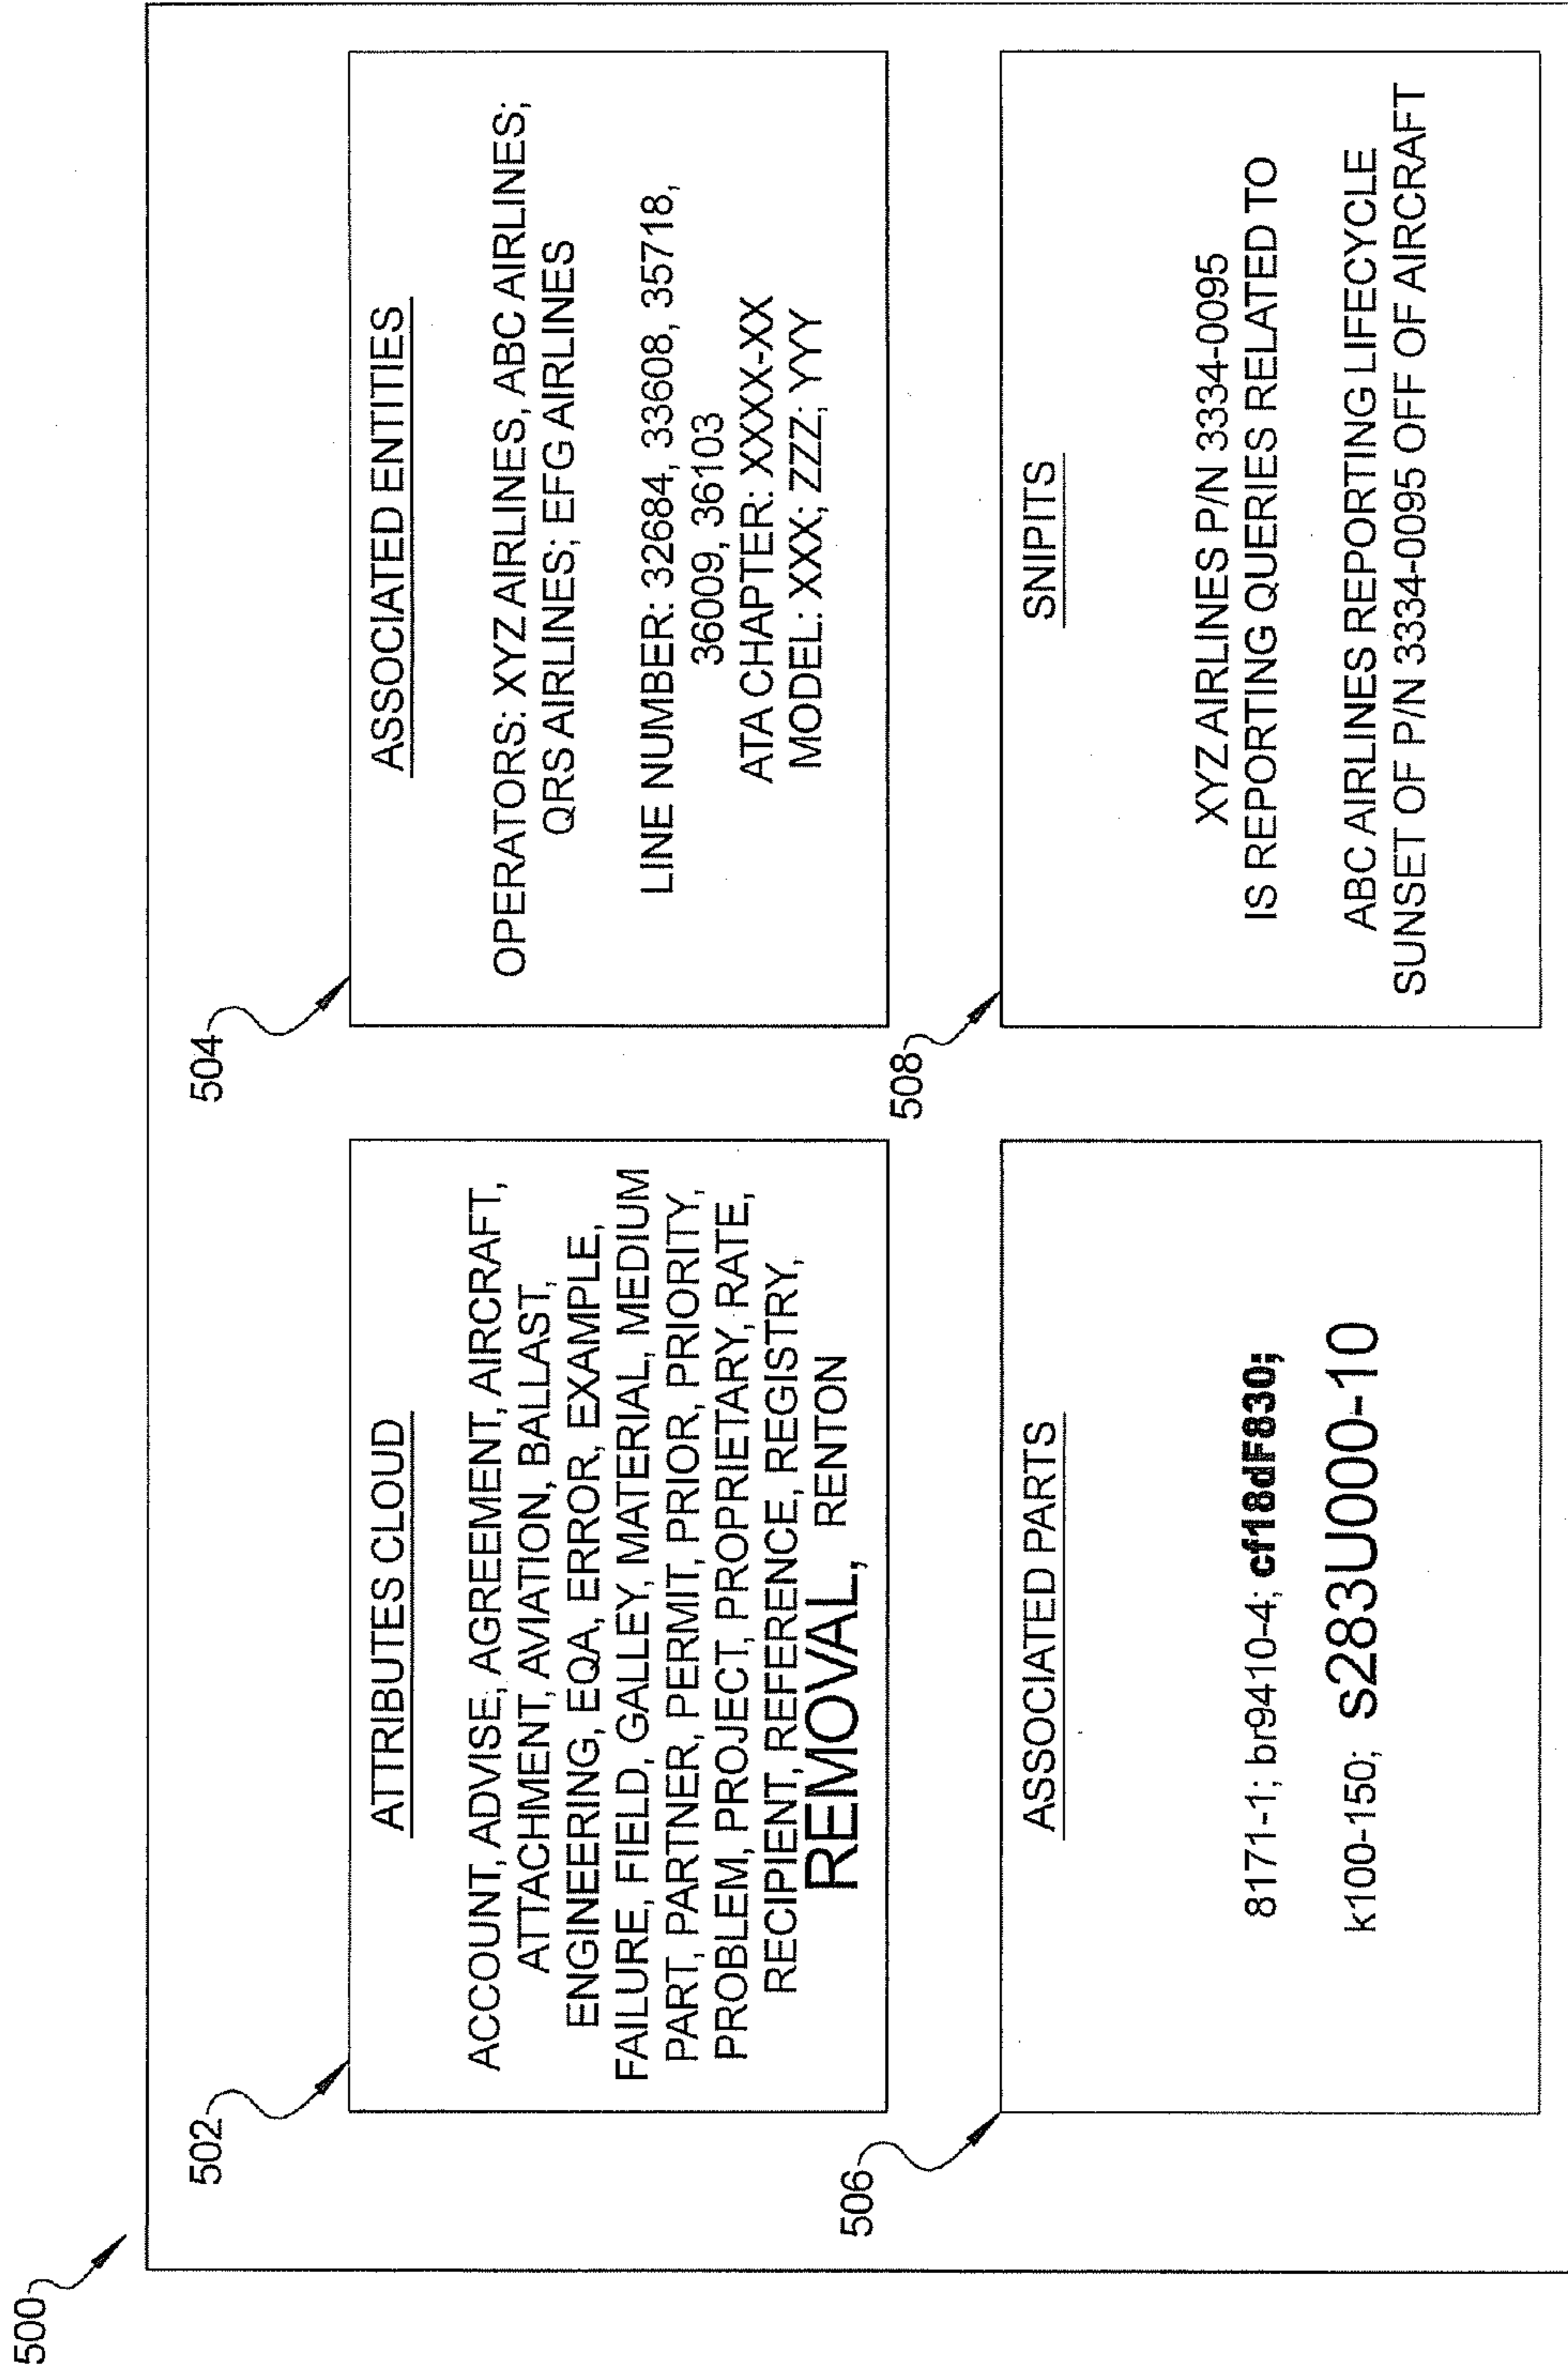 500
502
ATTRIBUTES CLOUD
ACCOUNT, ADVISE, AGREEMENT, AIRCRAFT,
ATTACHMENT, AVIATION, BALLAST,
ENGINEERING, EQA, ERROR, EXAMPLE,
FAILURE, FIELD, GALLEY, MATERIAL, MEDIUM
PART, PARTNER, PERMIT, PRIOR, PRIORITY,
PROBLEM, PROJECT, PROPRIETARY, RATE,
RECIPIENT, REFERENCE, REGISTRY,
REMOVAL, RENTON
504
ASSOCIATED ENTITIES
OPERATORS: XYZ AIRLINES, ABC AIRLINES;
QRS AIRLINES; EFG AIRLINES
LINE NUMBER: 32684, 33608, 35718,
36009, 36103
ATA CHAPTER: XXXX-XX
MODEL: XXX; ZZZ; YYY
506
ASSOCIATED PARTS
8171-1; br9410-4; cf18dF830;
k100-150; s283U000-10
508
SNIPITS
XYZ AIRLINES P/N 3334-0095
IS REPORTING QUERIES RELATED TO
ABC AIRLINES REPORTING LIFECYCLE
SUNSET OF P/N 3334-0095 OFF OF AIRCRAFT